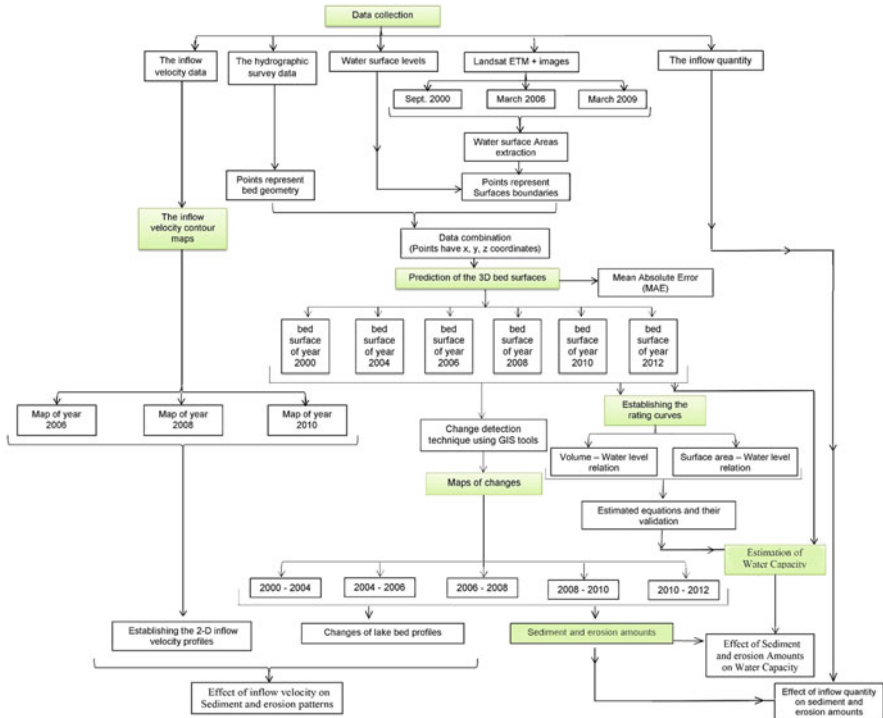 Data collection
The inflow
velocity data
The hydrographic
survey data
Water surface levels
Landsat ETM + images
The inflow quantity
Sept. 2000
March 2006
March 2009
Water surface Areas
extraction
Points represent
bed geometry
Points represent
Surfaces boundaries
The inflow
velocity contour
maps
Data combination
(Points have x, y, z coordinates)
Prediction of the 3D bed surfaces
Mean Absolute Error
(MAE)
bed
surface
of year
2000
bed
surface
of year
2004
bed
surface
of year
2006
bed
surface
of year
2008
bed
surface
of year
2010
bed
surface
of year
2012
Map of year
2006
Map of year
2008
Map of year
2010
Establishing the
rating curves
Change detection
technique using GIS tools
Volume – Water level
relation
Surface area – Water level
relation
Maps of changes
Estimated equations and their
validation
Estimation of
Water Capacity
2000 - 2004
2004 - 2006
2006 - 2008
2008 - 2010
2010 - 2012
Establishing the 2-D inflow
velocity profiles
Changes of lake bed profiles
Sediment and erosion amounts
Effect of Sediment
and erosion Amounts
on Water Capacity
Effect of inflow velocity on
Sediment and erosion patterns
Effect of inflow quantity
on sediment and
erosion amounts